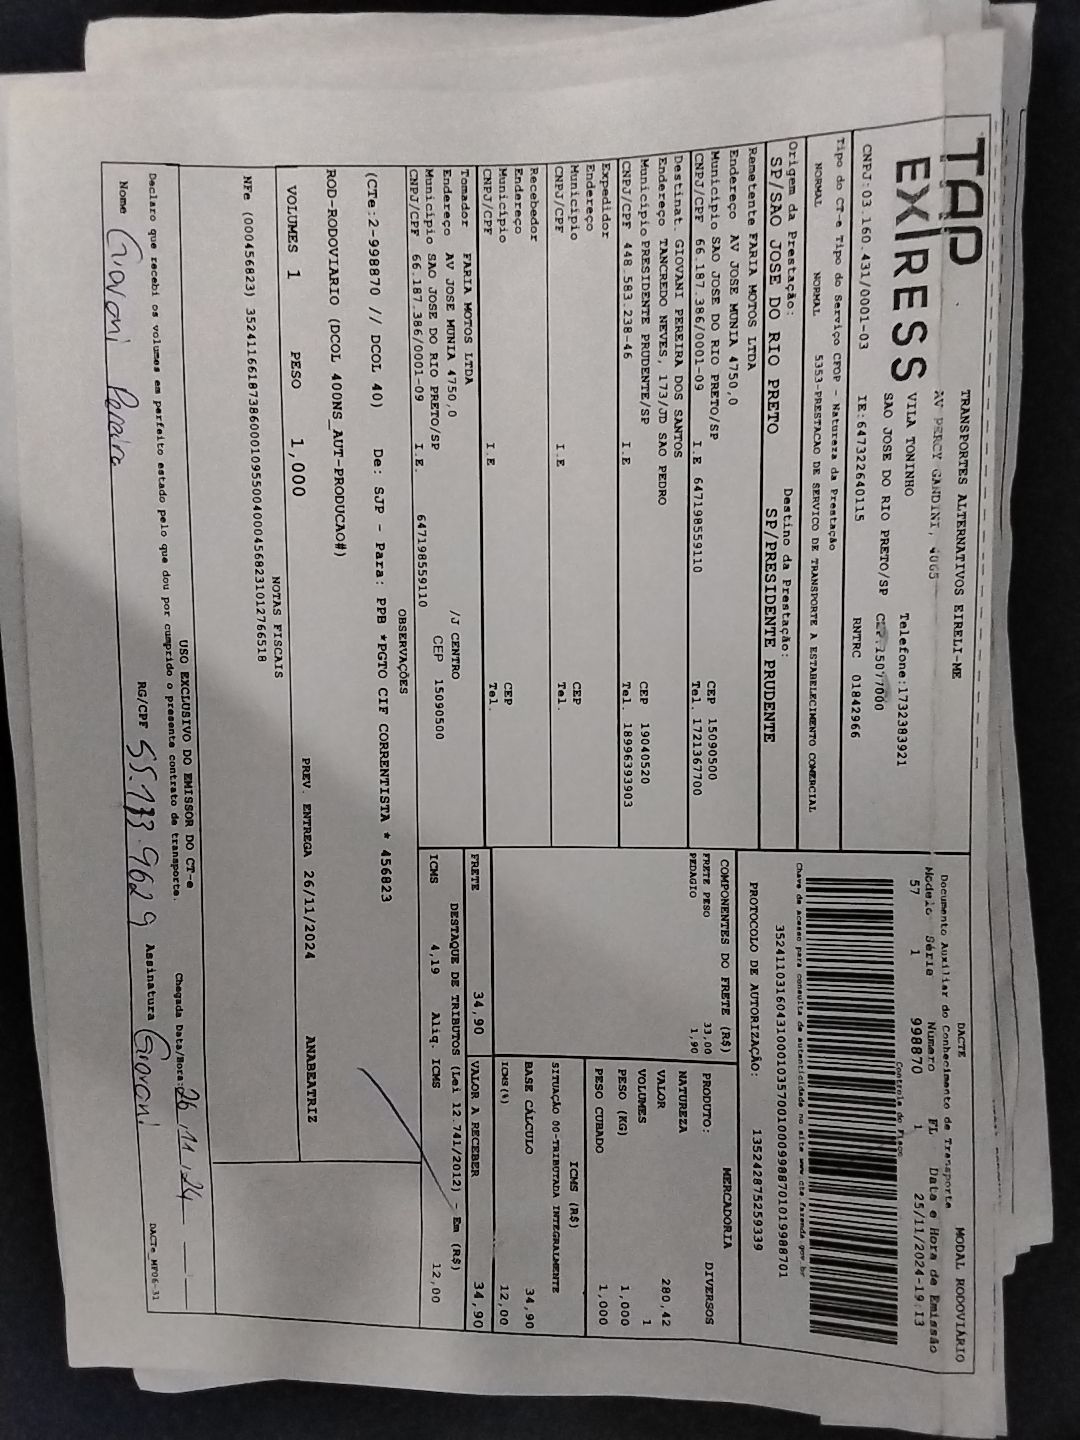 TAP EX|RESS
TRANSPORTES ALTERNATIVOS EIRELI-ME
AV PERCY GANDINI, 4065
VILA TONINHO Telefone:1732383921
SAO JOSE DO RIO PRETO/SP CEP.15077000
CNPJ:03.160.431/0001-03 IE:647322640115 RNTRC 01842966
Tipo do CT-e Tipo do Serviço CFOP - Natureza da Prestação
NORMAL NORMAL 5353-PRESTACAO DE SERVICO DE TRANSPORTE A ESTABELECIMENTO COMERCIAL
Origem da Prestação: Destino da Prestação:
SP/SAO JOSE DO RIO PRETO SP/PRESIDENTE PRUDENTE
Remetente FARIA MOTOS LTDA
Endereço AV JOSE MUNIA 4750,0 CEP 15090500
Município SAO JOSE DO RIO PRETO/SP Tel. 1721367700
CNPJ/CPF 66.187.386/0001-09 I.E 647198559110
Destinat. GIOVANI PEREIRA DOS SANTOS
Endereço TANCREDO NEVES, 173/JD SAO PEDRO
Município PRESIDENTE PRUDENTE/SP CEP 19040520
CNPJ/CPF 448.583.238-46 I.E Tel. 18996393903
Expedidor
Endereço
Município CEP
CNPJ/CPF I.E Tel.
Recebedor
Endereço
Município CEP
CNPJ/CPF I.E Tel.
Tomador FARIA MOTOS LTDA
Endereço AV JOSE MUNIA 4750,0 /J CENTRO
Município SAO JOSE DO RIO PRETO/SP CEP 15090500
CNPJ/CPF 66.187.386/0001-09 I.E. 647198559110
DACTE MODAL RODOVIÁRIO
Documento Auxiliar do Conhecimento de Transporte
Modelo Série Numero FL Data e Hora de Emissão
57 1 998870 1 25/11/2024-19:13
Controle do Fisco
Chave de acesso para consulta de autenticidade no site www.cte.fazenda.gov.br
35241103160431000103570010009988701019988701
PROTOCOLO DE AUTORIZAÇÃO: 135242875259339
COMPONENTES DO FRETE (R$)
FRETE PESO 33,00
PEDAGIO 1,90
MERCADORIA
PRODUTO: DIVERSOS
NATUREZA
VALOR 280,42
VOLUMES 1
PESO (KG) 1,000
PESO CUBADO 1,000
ICMS (R$)
SITUAÇÃO 00-TRIBUTADA INTEGRALMENTE
BASE CÁLCULO 34,90
ICMS(%) 12,00
FRETE 34,90 VALOR A RECEBER 34,90
DESTAQUE DE TRIBUTOS (Lei 12.741/2012) - Em (R$)
ICMS 4,19 Aliq. ICMS 12,00
OBSERVAÇÕES
(CTe:2-998870 // DCOL 40) De: SJP - Para: PPB *PGTO CIF CORRENTISTA * 456823
ROD-RODOVIARIO (DCOL 400NS_AUT-PRODUCAO#)
VOLUMES 1 PESO 1,000 PREV. ENTREGA 26/11/2024 ANABEATRIZ
NOTAS FISCAIS
NFe (000456823) 35241166187386000109550040004568231012766518
USO EXCLUSIVO DO EMISSOR DO CT-e
Declaro que recebi os volumes em perfeito estado pelo que dou por cumprido o presente contrato de transporte. Chegada Data/Hora: 26/11/24
Nome Giovani Pereira RG/CPF 55.173.9629 Assinatura Giovani
DACTe_MF06-31